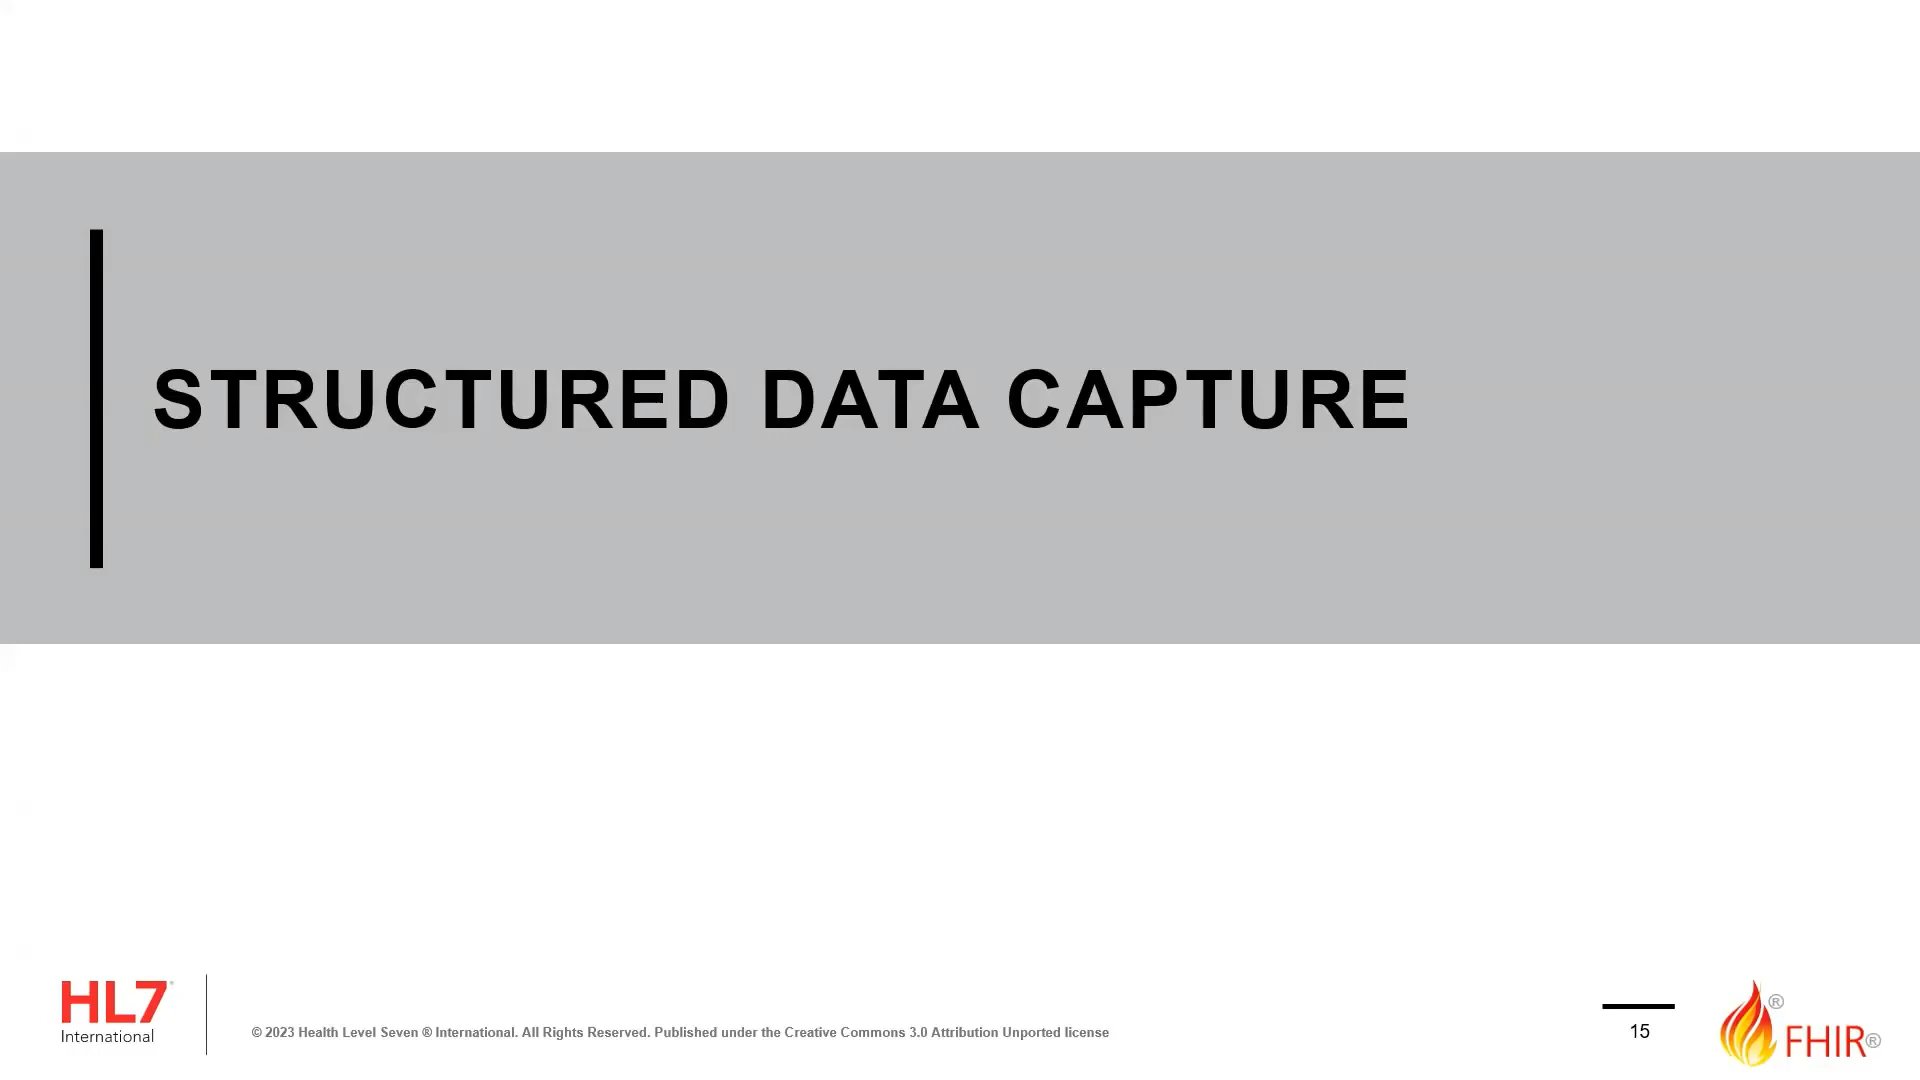 STRUCTURED DATA CAPTURE
HL7®
International
© 2023 Health Level Seven ® International. All Rights Reserved. Published under the Creative Commons 3.0 Attribution Unported license
15
®
FHIR®